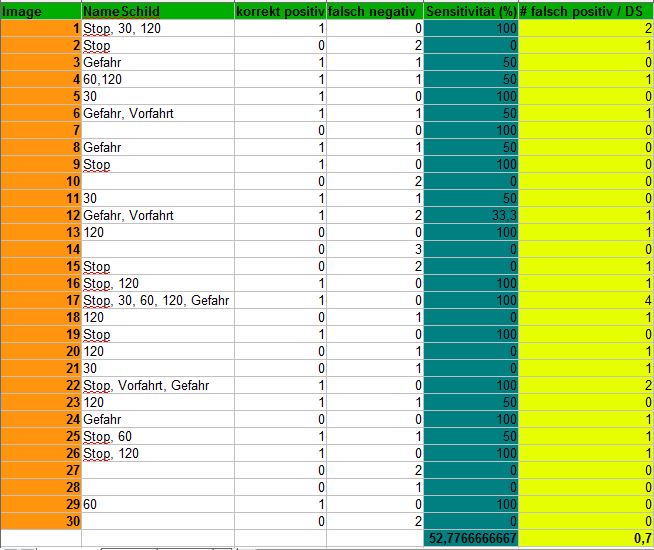 Image NameSchild korrekt positiv falsch negativ Sensitivität (%) # falsch positiv / DS
1 Stop, 30, 120 1 0 100 2
2 Stop 0 2 0 1
3 Gefahr 1 1 50 0
4 60,120 1 1 50 1
5 30 1 0 100 0
6 Gefahr, Vorfahrt 1 1 50 1
7 0 0 100 0
8 Gefahr 1 1 50 0
9 Stop 1 0 100 0
10 0 2 0 0
11 30 1 1 50 0
12 Gefahr, Vorfahrt 1 2 33,3 1
13 120 1 0 100 1
14 0 3 0 0
15 Stop 0 2 0 1
16 Stop, 120 1 0 100 1
17 Stop, 30, 60, 120, Gefahr 1 0 100 4
18 120 0 1 0 1
19 Stop 1 0 100 0
20 120 0 1 0 1
21 30 0 1 0 1
22 Stop, Vorfahrt, Gefahr 1 0 100 2
23 120 1 1 50 0
24 Gefahr 0 0 100 1
25 Stop, 60 1 1 50 1
26 Stop, 120 1 0 100 1
27 0 2 0 0
28 0 1 0 0
29 60 1 0 100 0
30 0 2 0 0
52,7766666667 0,7